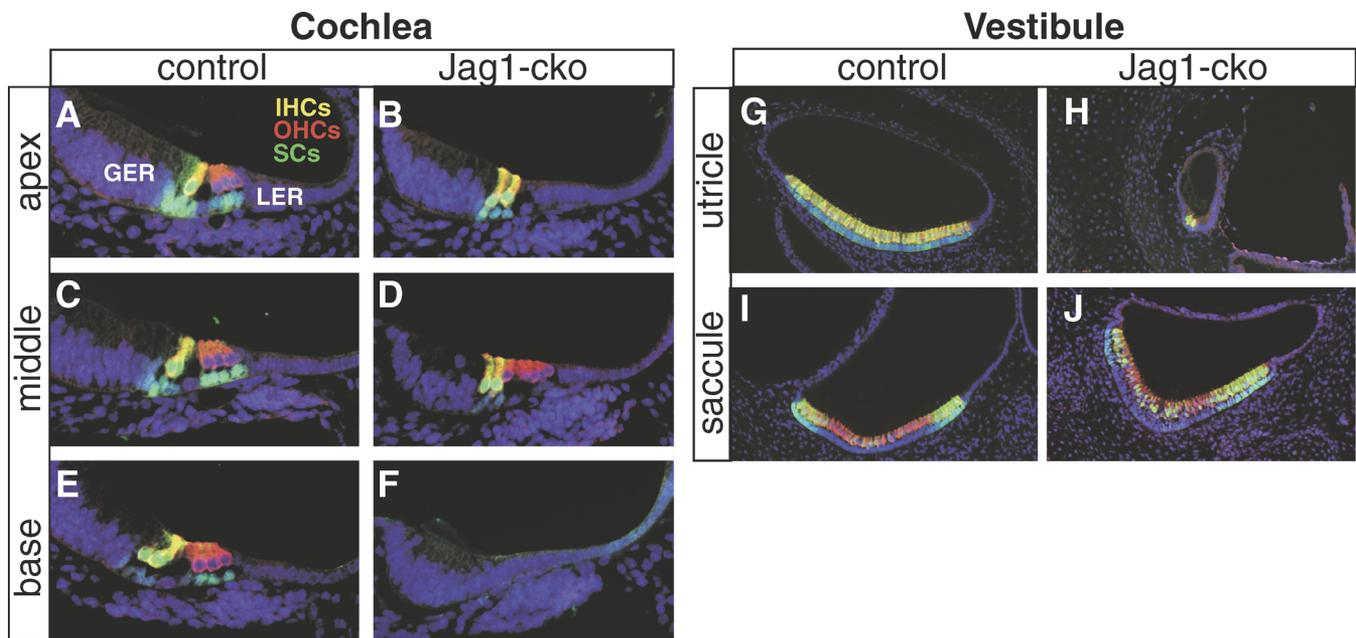 Cochlea
control
Jag1-cko
apex
middle
base
A
IHCs
OHCs
SCs
GER
LER
B
C
D
E
F
Vestibule
control
Jag1-cko
utricle
saccule
G
H
I
J